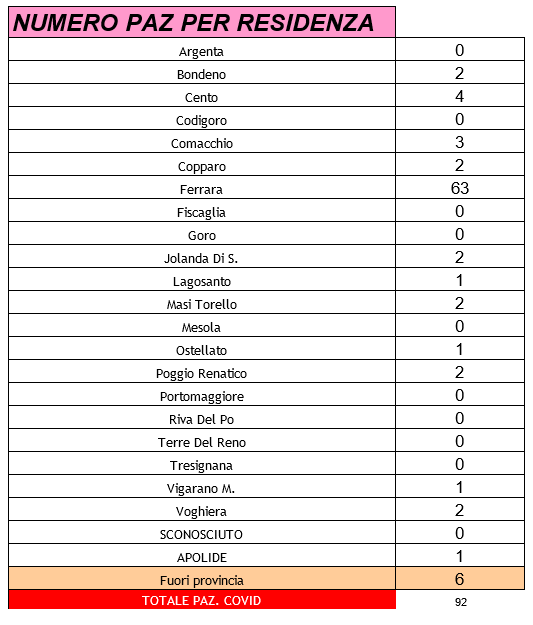 NUMERO PAZ PER RESIDENZA
Argenta 0
Bondeno 2
Cento 4
Codigoro 0
Comacchio 3
Copparo 2
Ferrara 63
Fiscaglia 0
Goro 0
Jolanda Di S. 2
Lagosanto 1
Masi Torello 2
Mesola 0
Ostellato 1
Poggio Renatico 2
Portomaggiore 0
Riva Del Po 0
Terre Del Reno 0
Tresignana 0
Vigarano M. 1
Voghiera 2
SCONOSCIUTO 0
APOLIDE 1
Fuori provincia 6
TOTALE PAZ. COVID 92